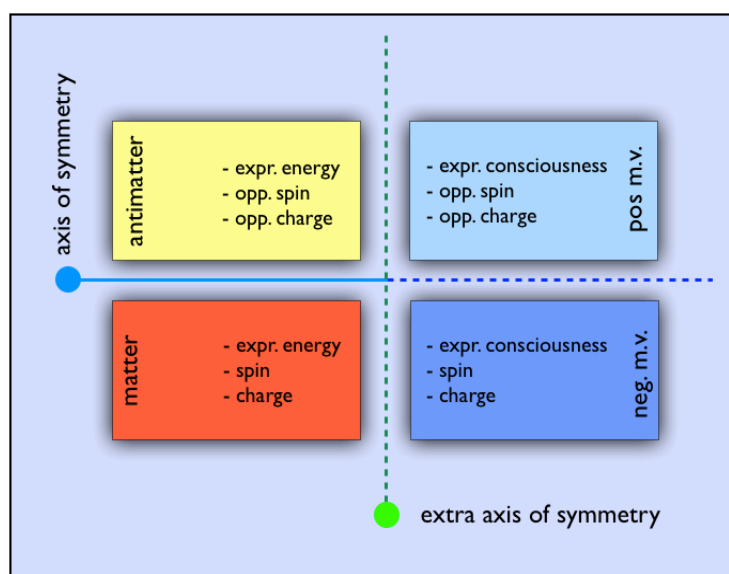 axis of symmetry
antimatter
- expr. energy
- opp. spin
- opp. charge
- expr. consciousness
- opp. spin
- opp. charge
pos m.v.
matter
- expr. energy
- spin
- charge
- expr. consciousness
- spin
- charge
neg. m.v.
extra axis of symmetry